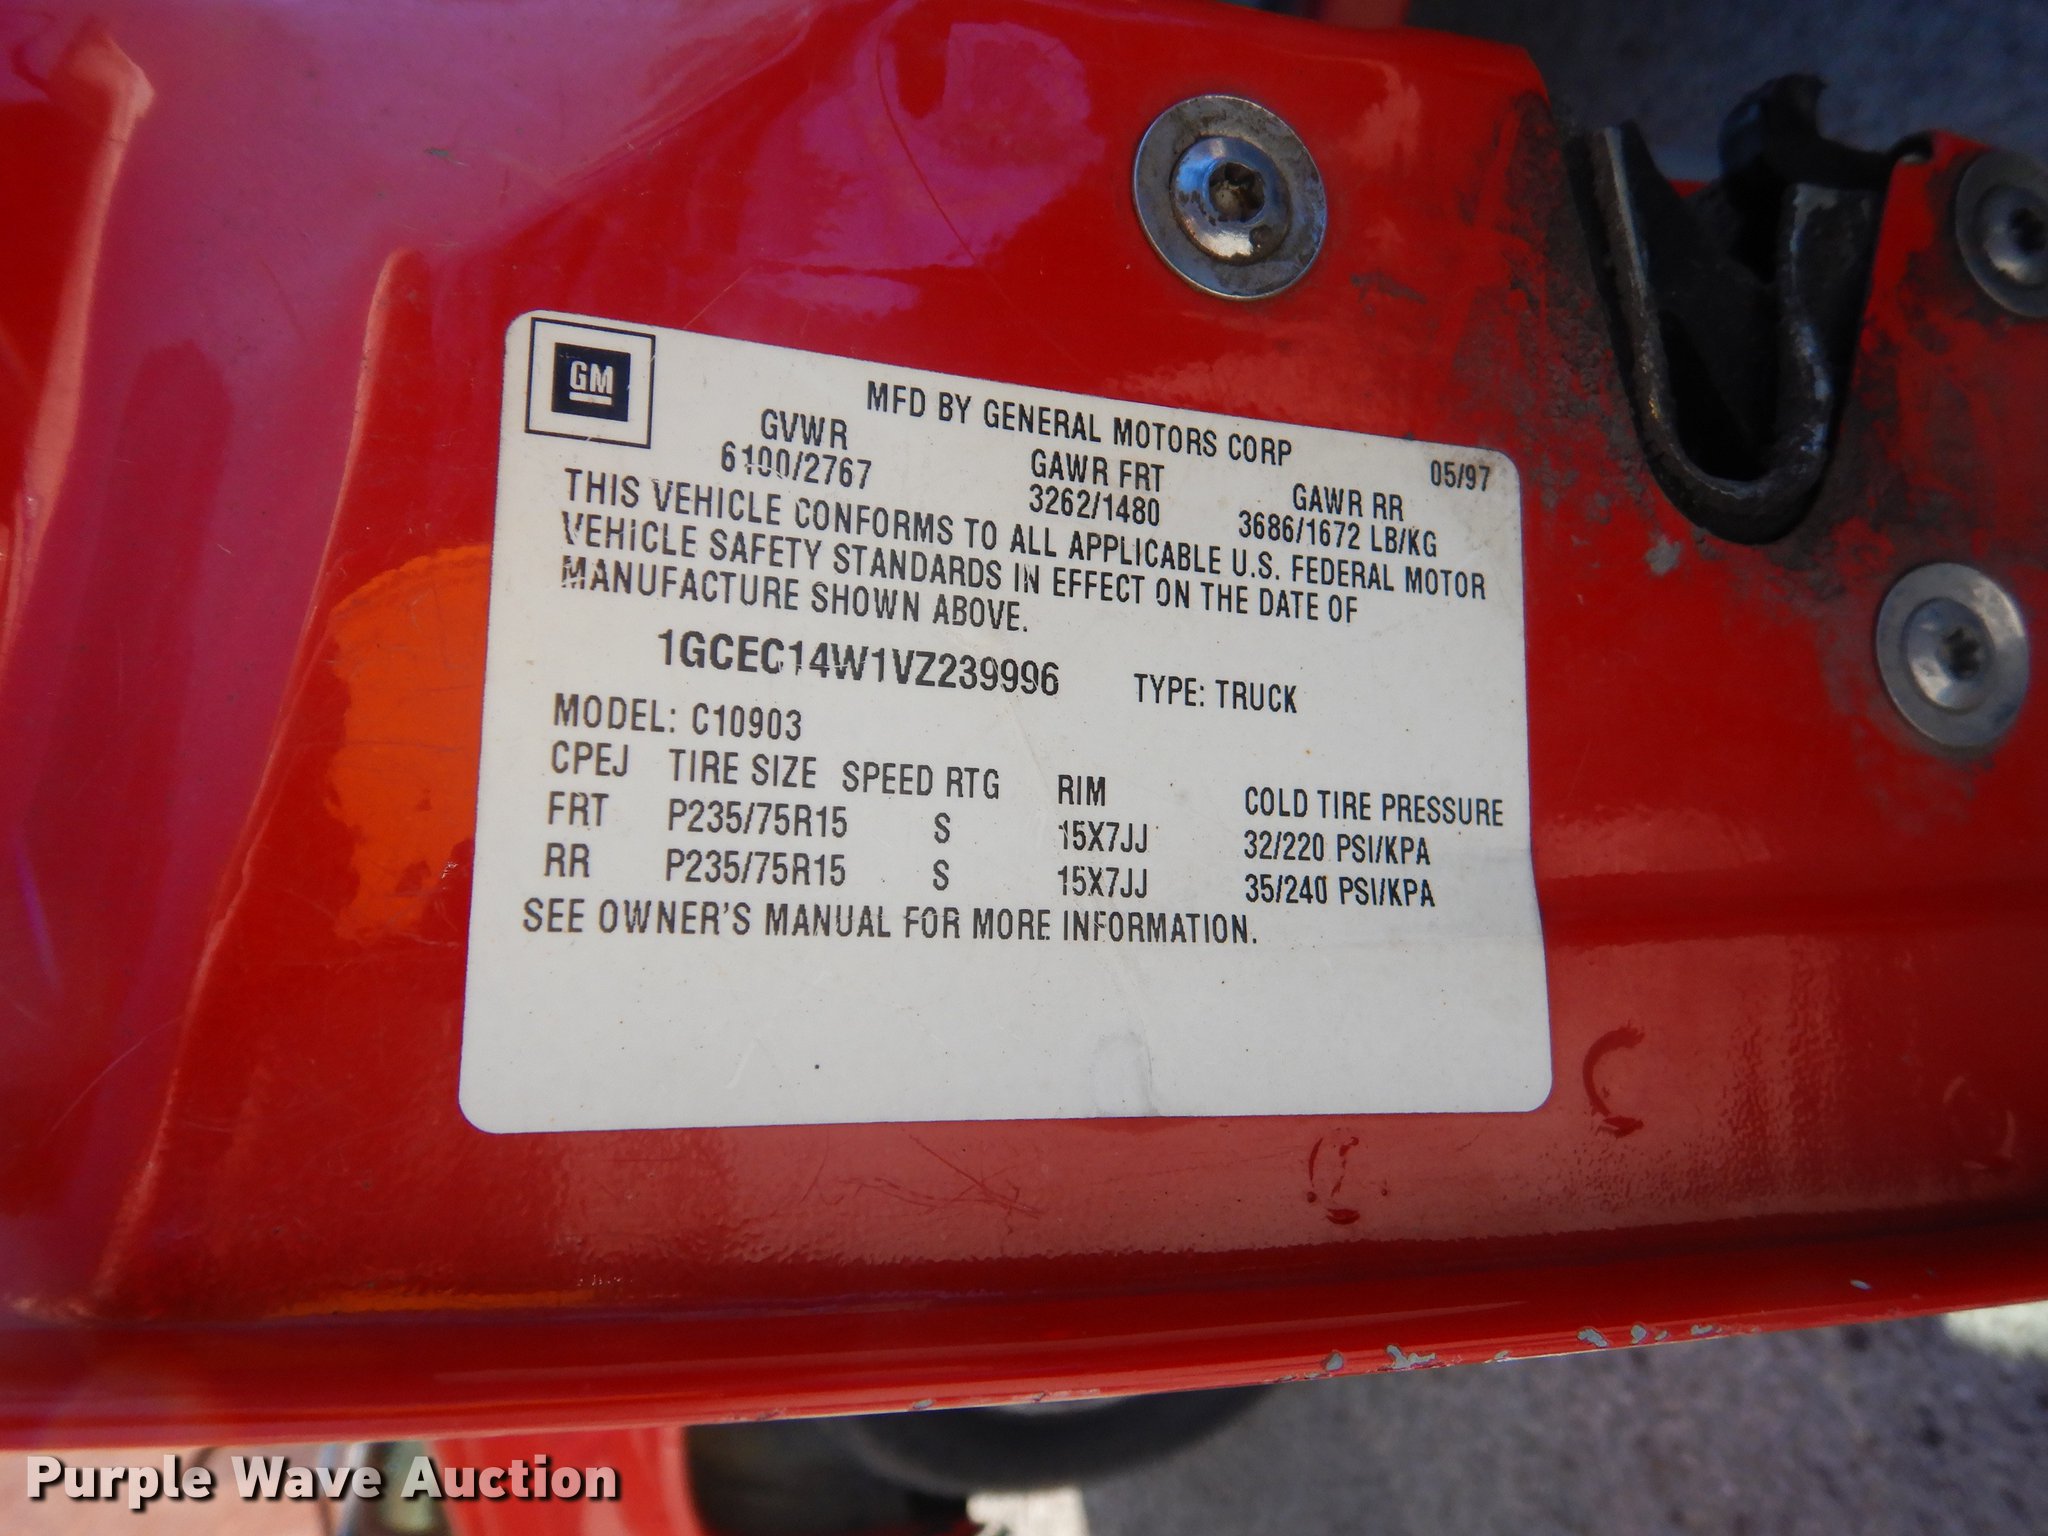 GM
MFD BY GENERAL MOTORS CORP
05/97
GVWR
6100/2767
GAWR FRT
3262/1480
GAWR RR
3686/1672 LB/KG
THIS VEHICLE CONFORMS TO ALL APPLICABLE U.S. FEDERAL MOTOR
VEHICLE SAFETY STANDARDS IN EFFECT ON THE DATE OF
MANUFACTURE SHOWN ABOVE.
1GCEC14W1VZ239996 TYPE: TRUCK
MODEL: C10903
CPEJ TIRE SIZE SPEED RTG RIM COLD TIRE PRESSURE
FRT P235/75R15 S 15X7JJ 32/220 PSI/KPA
RR P235/75R15 S 15X7JJ 35/240 PSI/KPA
SEE OWNER'S MANUAL FOR MORE INFORMATION.
Purple Wave Auction